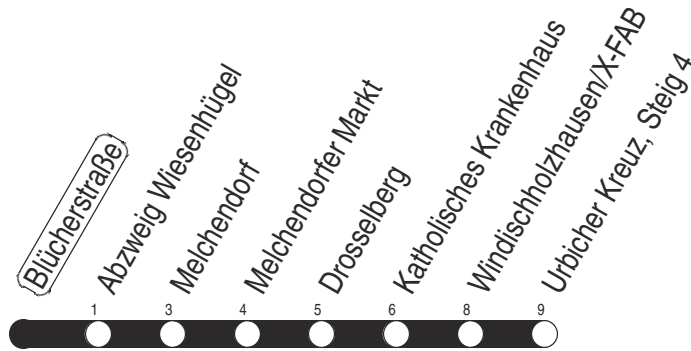 Blücherstraße
Abzweig Wiesenhügel
Melchendorf
Melchendorfer Markt
Drosselberg
Katholisches Krankenhaus
Windischholzhausen/X-FAB
Urbicher Kreuz, Steig 4
1 3 4 5 6 8 9